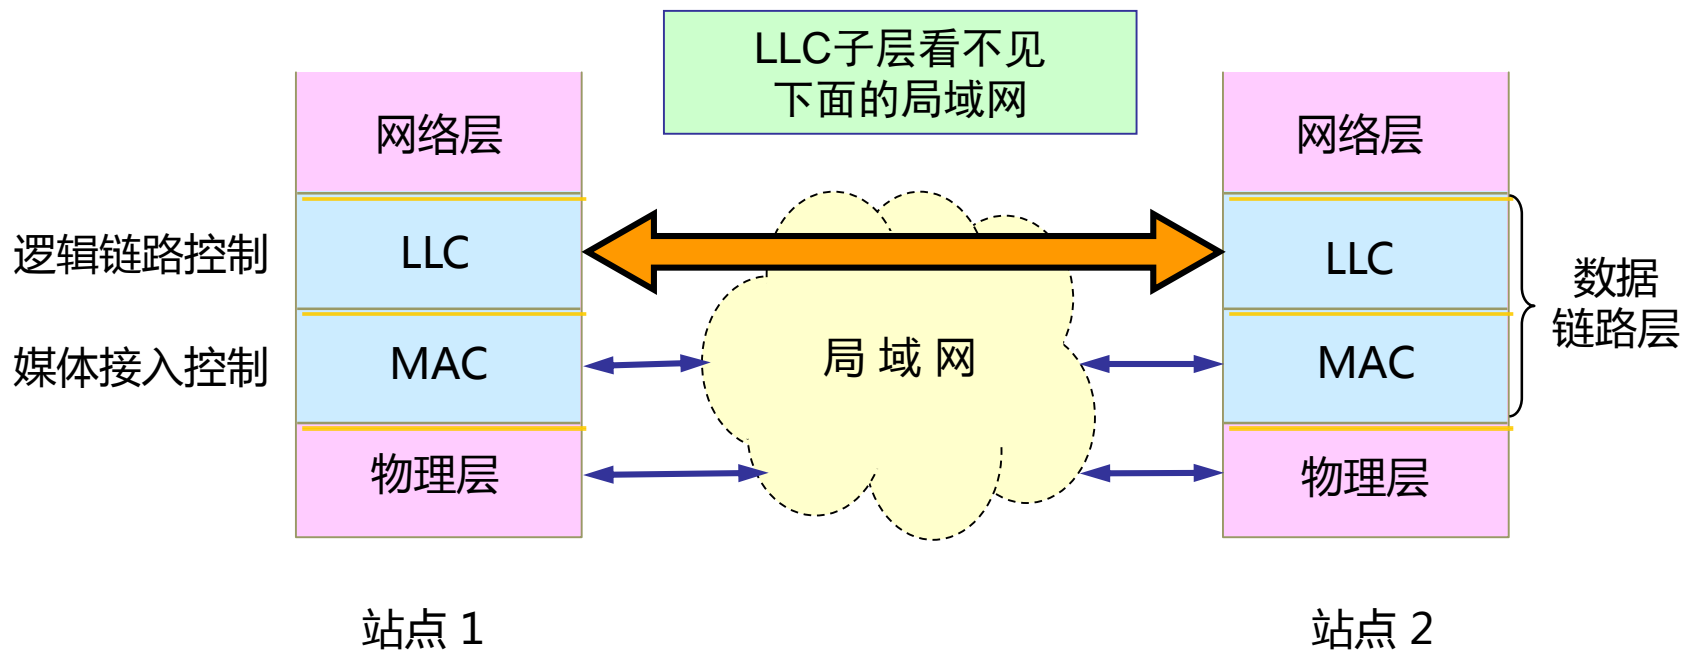 LLC子层看不见
下面的局域网
网络层
网络层
逻辑链路控制
LLC
LLC
数据
链路层
媒体接入控制
MAC
局 域 网
MAC
物理层
物理层
站点 1
站点 2